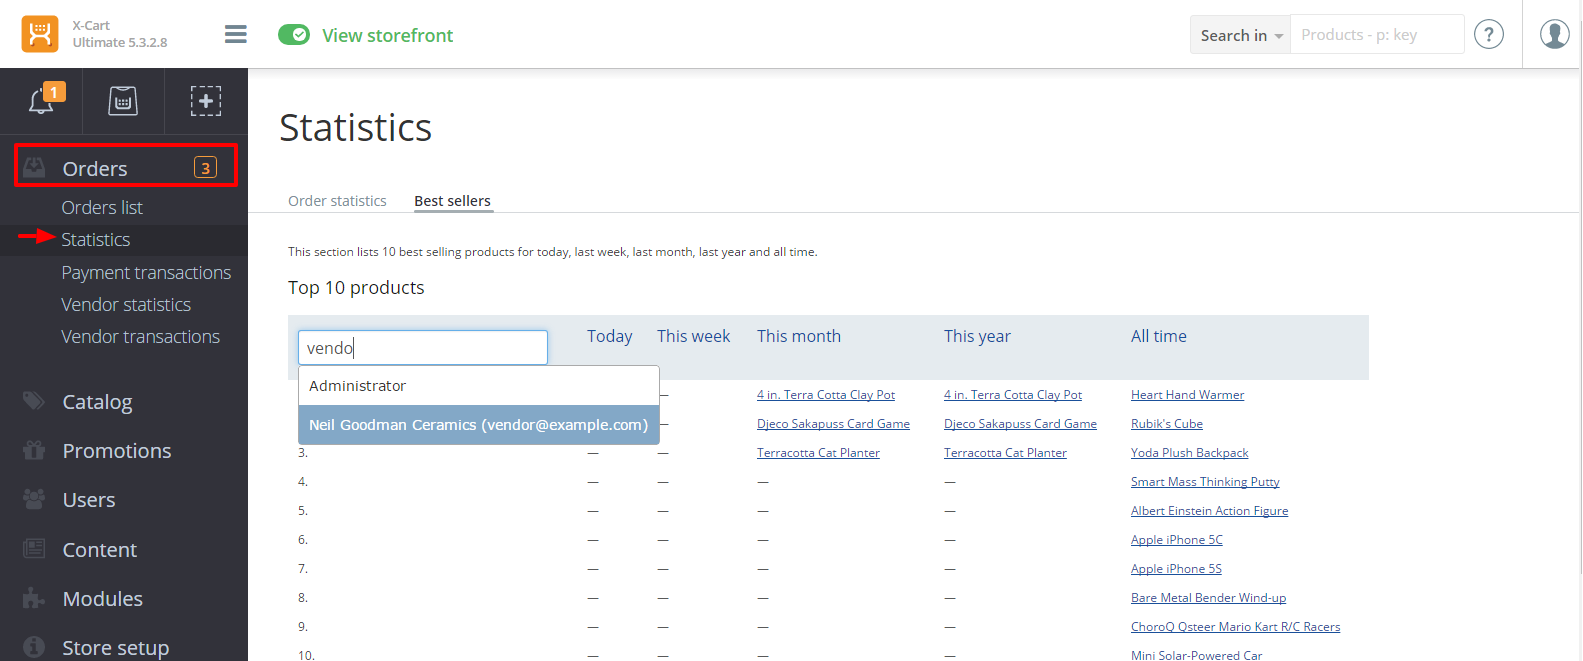 X-Cart
Ultimate 5.3.2.8
View storefront
Search in
Products - p: key
?
1
Orders 3
Orders list
Statistics
Payment transactions
Vendor statistics
Vendor transactions
Catalog
Promotions
Users
Content
Modules
Store setup
Statistics
Order statistics Best sellers
This section lists 10 best selling products for today, last week, last month, last year and all time.
Top 10 products
vendo Today This week This month This year All time
Administrator
Neil Goodman Ceramics (vendor@example.com)
— 4 in. Terra Cotta Clay Pot 4 in. Terra Cotta Clay Pot Heart Hand Warmer
— Djeco Sakapuss Card Game Djeco Sakapuss Card Game Rubik's Cube
3. — — Terracotta Cat Planter Terracotta Cat Planter Yoda Plush Backpack
4. — — — — Smart Mass Thinking Putty
5. — — — — Albert Einstein Action Figure
6. — — — — Apple iPhone 5C
7. — — — — Apple iPhone 5S
8. — — — — Bare Metal Bender Wind-up
9. — — — — ChoroQ Qsteer Mario Kart R/C Racers
10. — — — — Mini Solar-Powered Car